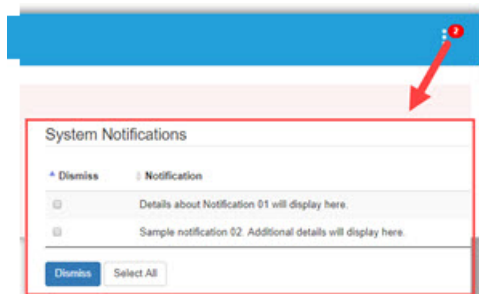 2
System Notifications
Dismiss Notification
Details about Notification 01 will display here.
Sample notification 02. Additional details will display here.
Dismiss Select All